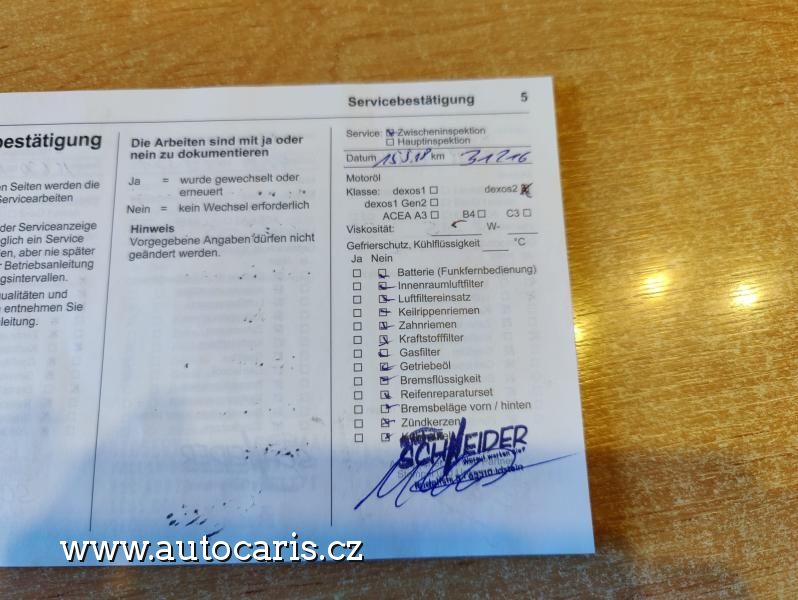 Servicebestätigung 5
bestätigung
en Seiten werden die
Servicearbeiten
der Serviceanzeige
glich ein Service
en, aber nie später
r Betriebsanleitung
gsintervallen.
ualitäten und
n entnehmen Sie
leitung.
Die Arbeiten sind mit ja oder
nein zu dokumentieren
Ja = wurde gewechselt oder
erneuert
Nein = kein Wechsel erforderlich
Hinweis
Vorgegebene Angaben dürfen nicht
geändert werden.
Service: Zwischeninspektion
Hauptinspektion
Datum 15.5.18 km 31216
Motoröl
Klasse: dexos1 dexos2
dexos1 Gen2
ACEA A3 B4 C3
Viskosität: W-
Gefrierschutz, Kühlflüssigkeit °C
Ja Nein
Batterie (Funkfernbedienung)
Innenraumluftfilter
Luftfiltereinsatz
Keilrippenriemen
Zahnriemen
Kraftstofffilter
Gasfilter
Getriebeöl
Bremsflüssigkeit
Reifenreparaturset
Bremsbeläge vorn / hinten
Zündkerzen
SCHNEIDER
www.autocaris.cz